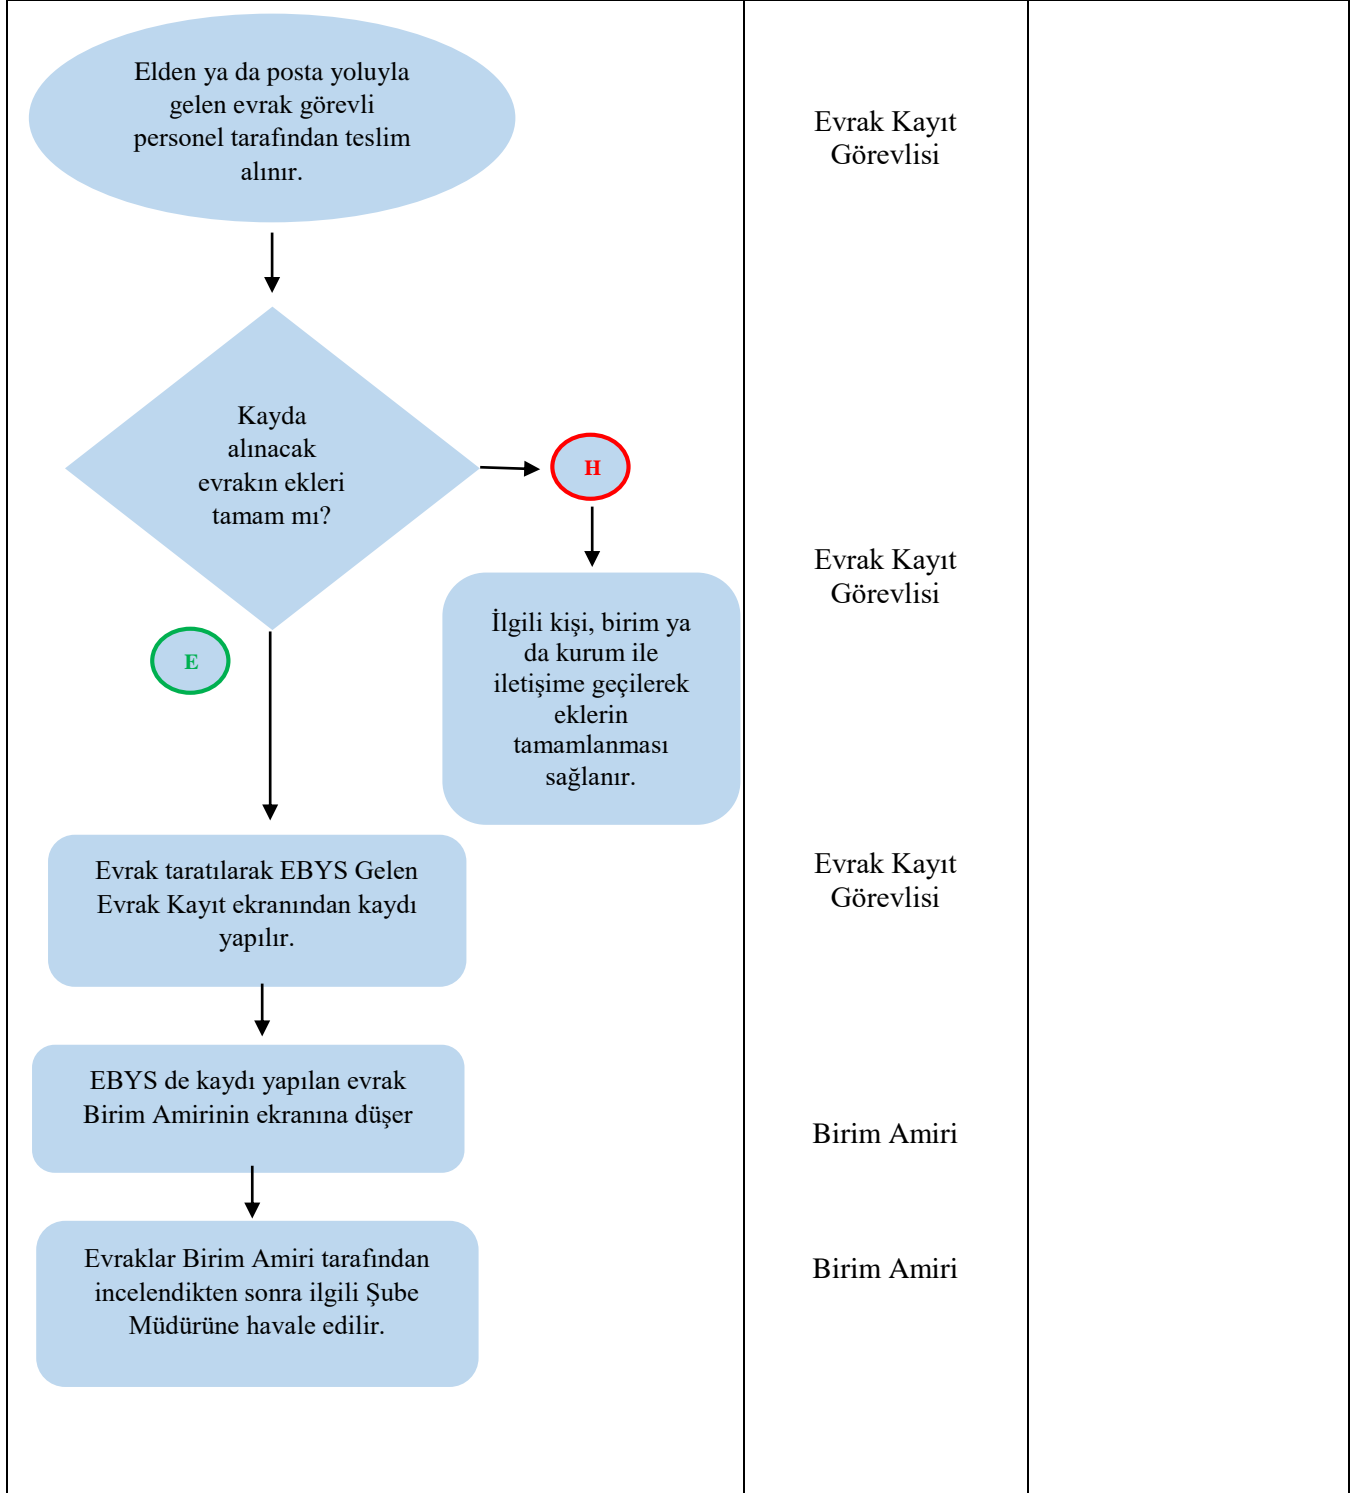 Elden ya da posta yoluyla
gelen evrak görevli
personel tarafından teslim
alınır.
Evrak Kayıt
Görevlisi
Kayda
alınacak
evrakın ekleri
tamam mı?
H
Evrak Kayıt
Görevlisi
İlgili kişi, birim ya
da kurum ile
iletişime geçilerek
eklerin
tamamlanması
sağlanır.
E
Evrak taratılarak EBYS Gelen
Evrak Kayıt ekranından kaydı
yapılır.
Evrak Kayıt
Görevlisi
EBYS de kaydı yapılan evrak
Birim Amirinin ekranına düşer
Birim Amiri
Evraklar Birim Amiri tarafından
incelendikten sonra ilgili Şube
Müdürüne havale edilir.
Birim Amiri